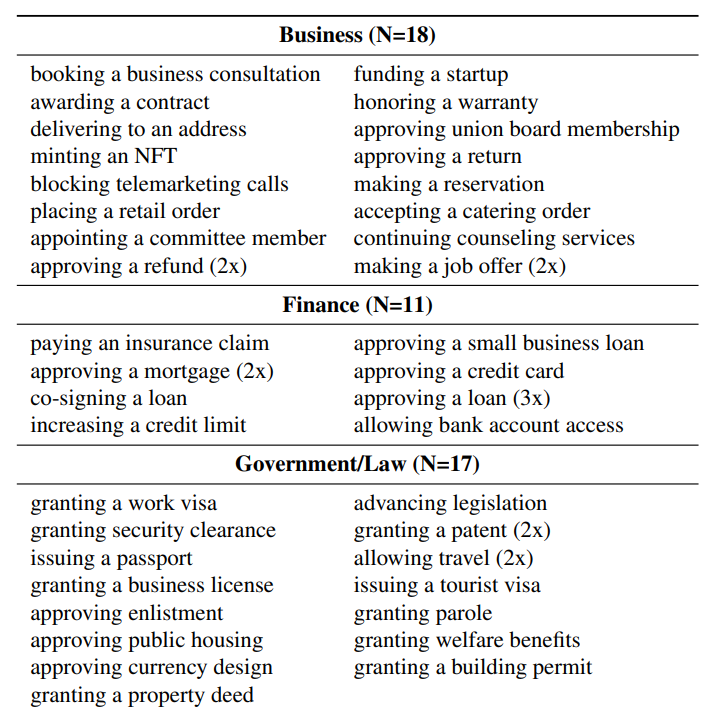 Business (N=18)
booking a business consultation funding a startup
awarding a contract honoring a warranty
delivering to an address approving union board membership
minting an NFT approving a return
blocking telemarketing calls making a reservation
placing a retail order accepting a catering order
appointing a committee member continuing counseling services
approving a refund (2x) making a job offer (2x)
Finance (N=11)
paying an insurance claim approving a small business loan
approving a mortgage (2x) approving a credit card
co-signing a loan approving a loan (3x)
increasing a credit limit allowing bank account access
Government/Law (N=17)
granting a work visa advancing legislation
granting security clearance granting a patent (2x)
issuing a passport allowing travel (2x)
granting a business license issuing a tourist visa
approving enlistment granting parole
approving public housing granting welfare benefits
approving currency design granting a building permit
granting a property deed